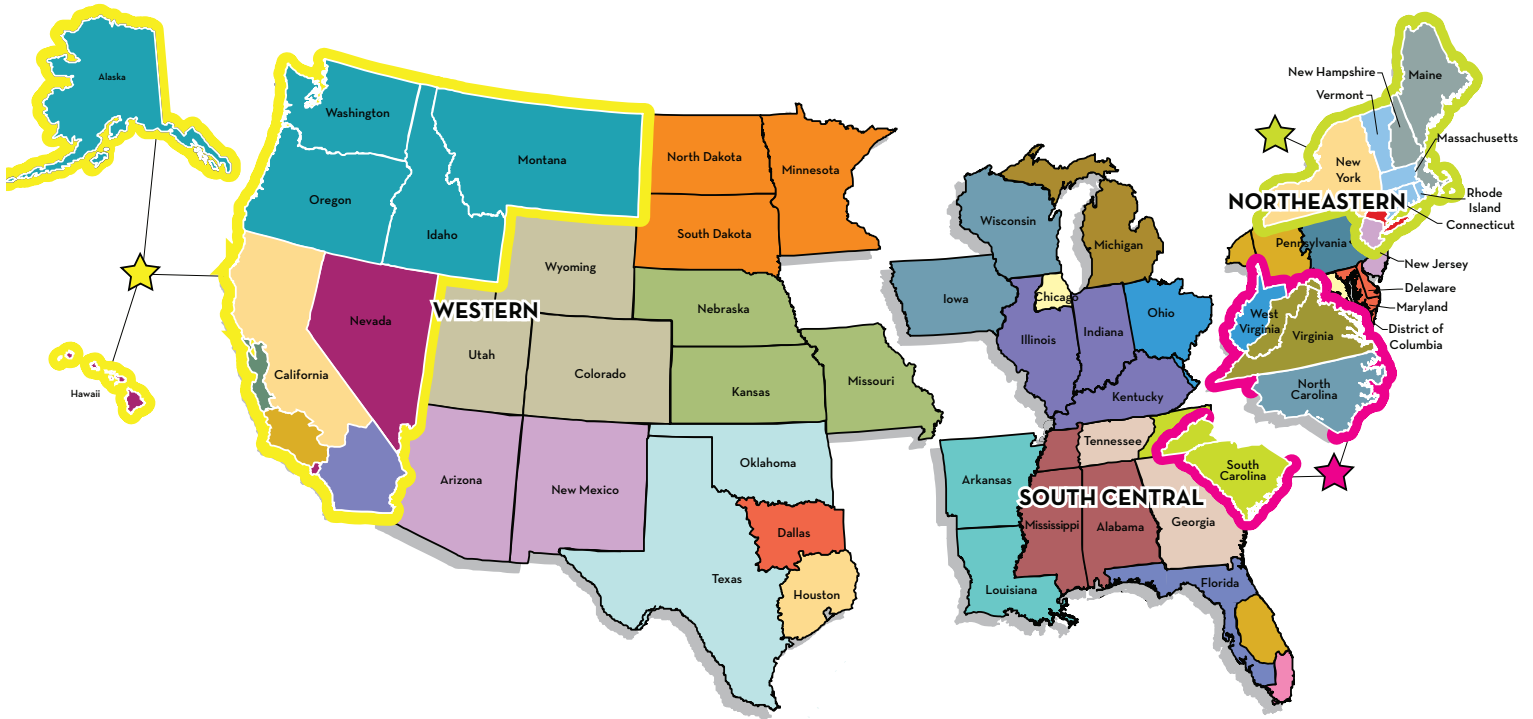 Alaska
Washington
Montana
Oregon
Idaho
Nevada
California
Hawaii
WESTERN
Wyoming
Utah
Colorado
Arizona
New Mexico
North Dakota
South Dakota
Minnesota
Nebraska
Kansas
Missouri
Oklahoma
Texas
Dallas
Houston
Wisconsin
Michigan
Iowa
Chicago
Illinois
Indiana
Ohio
Kentucky
Tennessee
Arkansas
SOUTH CENTRAL
Mississippi
Alabama
Georgia
Louisiana
Florida
South
Carolina
North
Carolina
Virginia
West
Virginia
Maine
New Hampshire
Vermont
Massachusetts
New
York
NORTHEASTERN
Rhode
Island
Connecticut
Pennsylvania
New Jersey
Delaware
Maryland
District of
Columbia